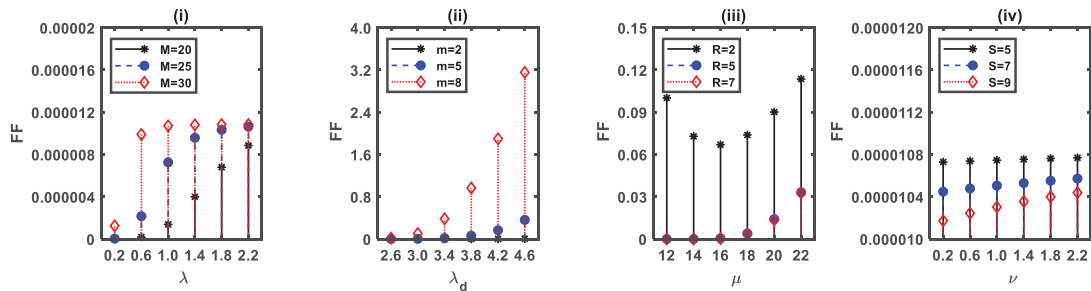 (i)
0.00002
0.000016
0.000012
0.000008
0.000004
0
FF
M=20
M=25
M=30
0.2 0.6 1.0 1.4 1.8 2.2
λ
(ii)
4.0
3.2
2.4
1.6
0.8
0
FF
m=2
m=5
m=8
2.6 3.0 3.4 3.8 4.2 4.6
λd
(iii)
0.15
0.12
0.09
0.06
0.03
0
FF
R=2
R=5
R=7
12 14 16 18 20 22
μ
(iv)
0.0000120
0.0000116
0.0000112
0.0000108
0.0000104
0.000010
FF
S=5
S=7
S=9
0.2 0.6 1.0 1.4 1.8 2.2
ν